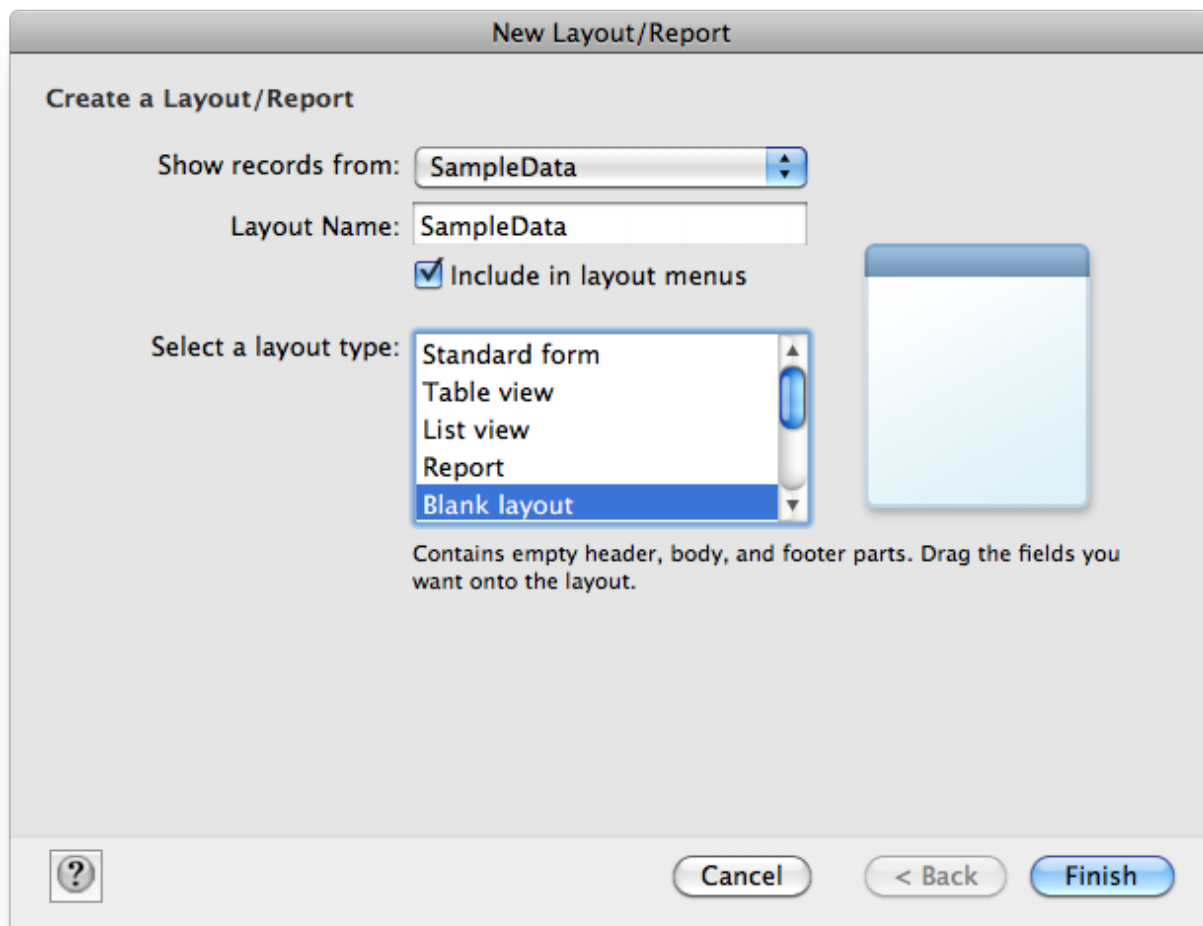 New Layout/Report
Create a Layout/Report
Show records from: SampleData
Layout Name: SampleData
Include in layout menus
Select a layout type: Standard form
Table view
List view
Report
Blank layout
Contains empty header, body, and footer parts. Drag the fields you
want onto the layout.
? Cancel < Back Finish